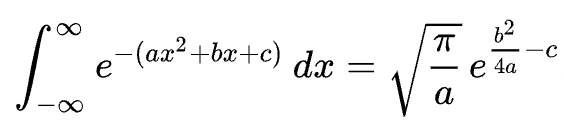 ∫_{-∞}^{∞} e^{-(ax^2+bx+c)} dx = √(π/a) e^{b^2/4a - c}